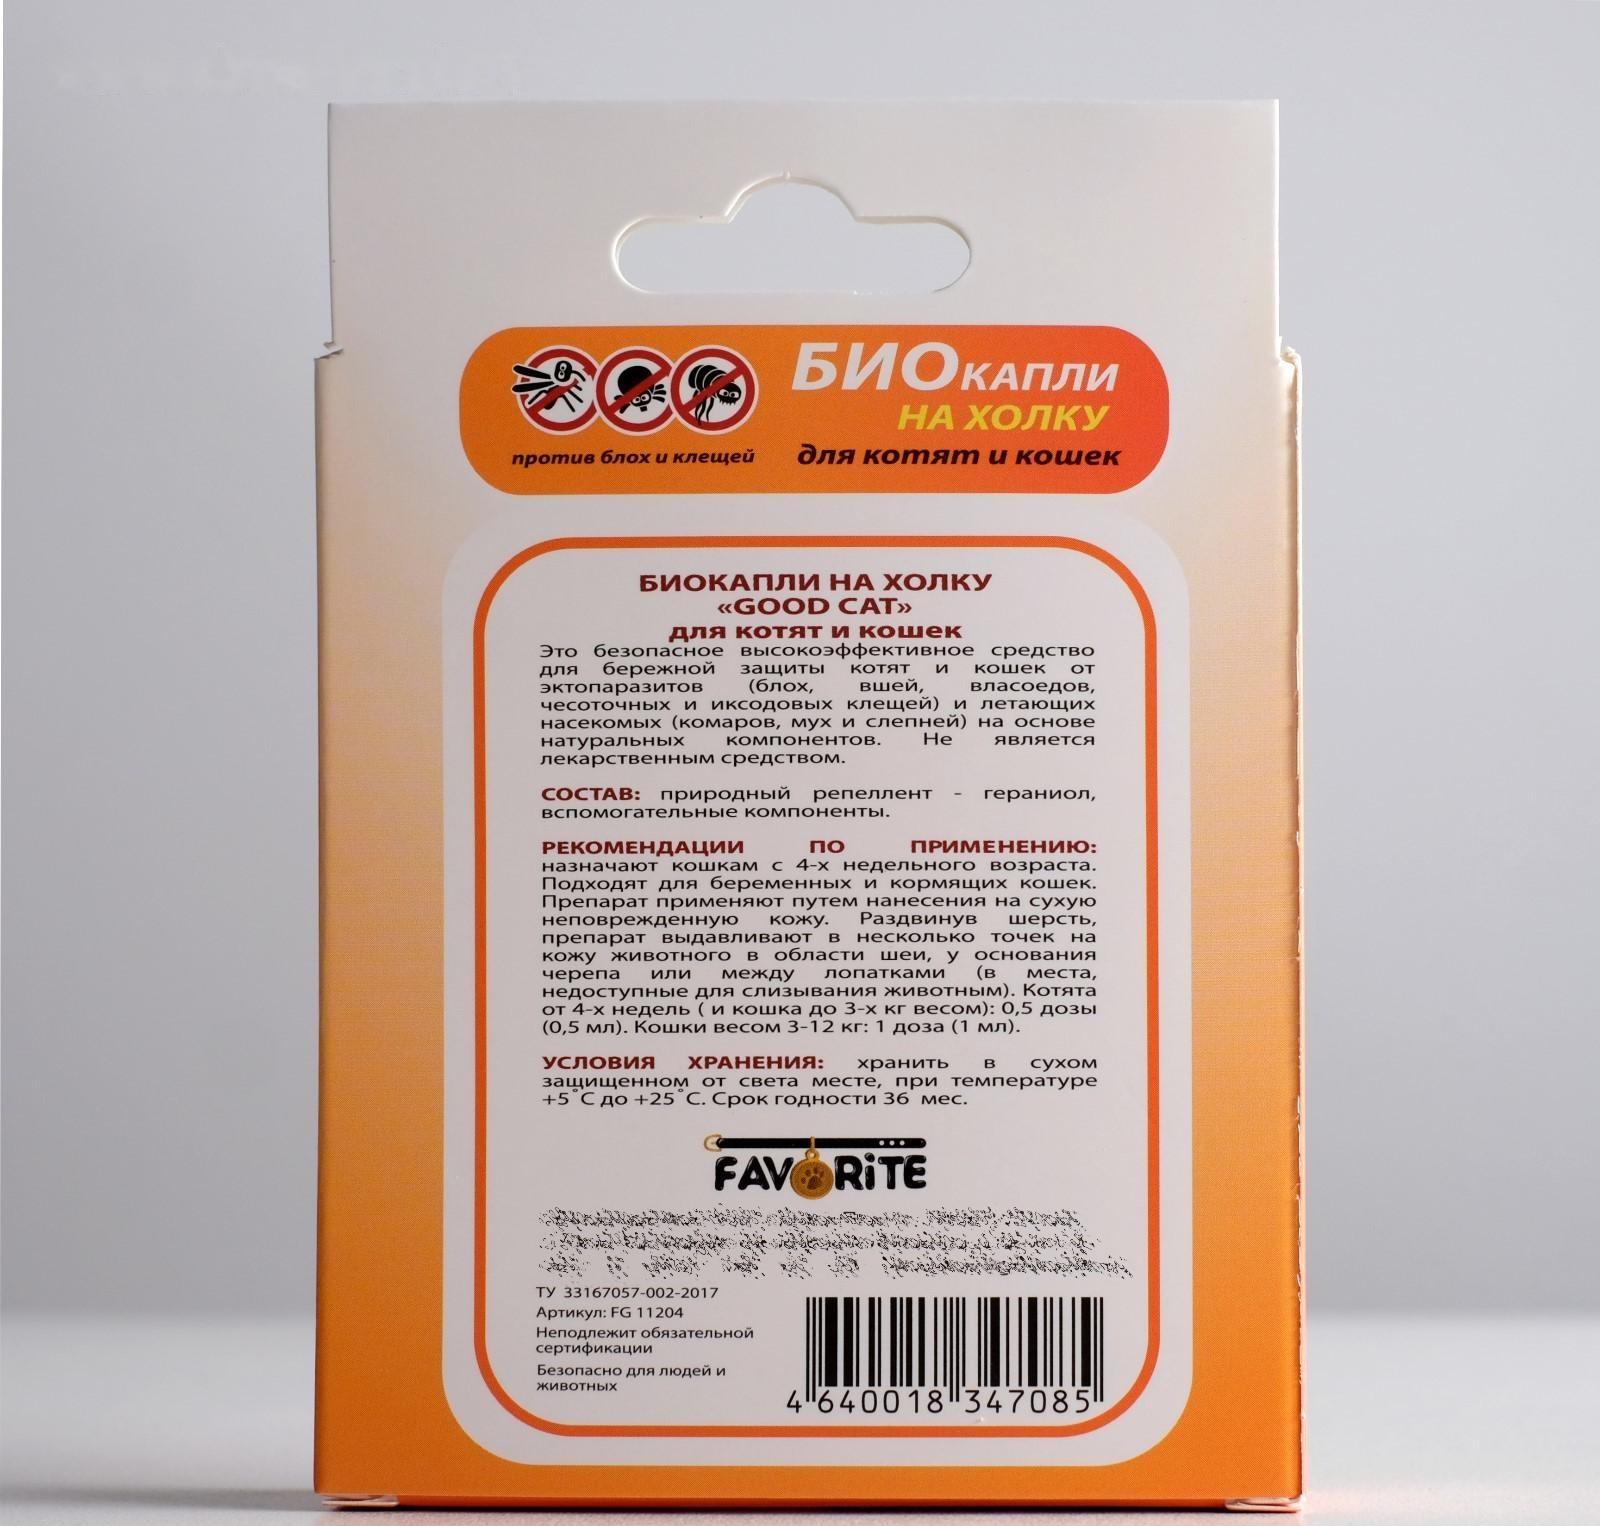 БИОКАПЛИ
НА ХОЛКУ
против блох и клещей
для котят и кошек
БИОКАПЛИ НА ХОЛКУ
«GOOD CAT»
для котят и кошек
Это безопасное высокоэффективное средство
для бережной защиты котят и кошек от
эктопаразитов (блох, вшей, власоедов,
чесоточных и иксодовых клещей) и летающих
насекомых (комаров, мух и слепней) на основе
натуральных компонентов. Не является
лекарственным средством.
СОСТАВ: природный репеллент - гераниол,
вспомогательные компоненты.
РЕКОМЕНДАЦИИ ПО ПРИМЕНЕНИЮ:
назначают кошкам с 4-х недельного возраста.
Подходят для беременных и кормящих кошек.
Препарат применяют путем нанесения на сухую
неповрежденную кожу. Раздвинув шерсть,
препарат выдавливают в несколько точек на
кожу животного в области шеи, у основания
черепа или между лопатками (в места,
недоступные для слизывания животным). Котята
от 4-х недель ( и кошка до 3-х кг весом): 0,5 дозы
(0,5 мл). Кошки весом 3-12 кг: 1 доза (1 мл).
УСЛОВИЯ ХРАНЕНИЯ: хранить в сухом
защищенном от света месте, при температуре
+5˚С до +25˚С. Срок годности 36 мес.
FAVORiTE
ТУ 33167057-002-2017
Артикул: FG 11204
Неподлежит обязательной
сертификации
Безопасно для людей и
животных
4 640018 347085